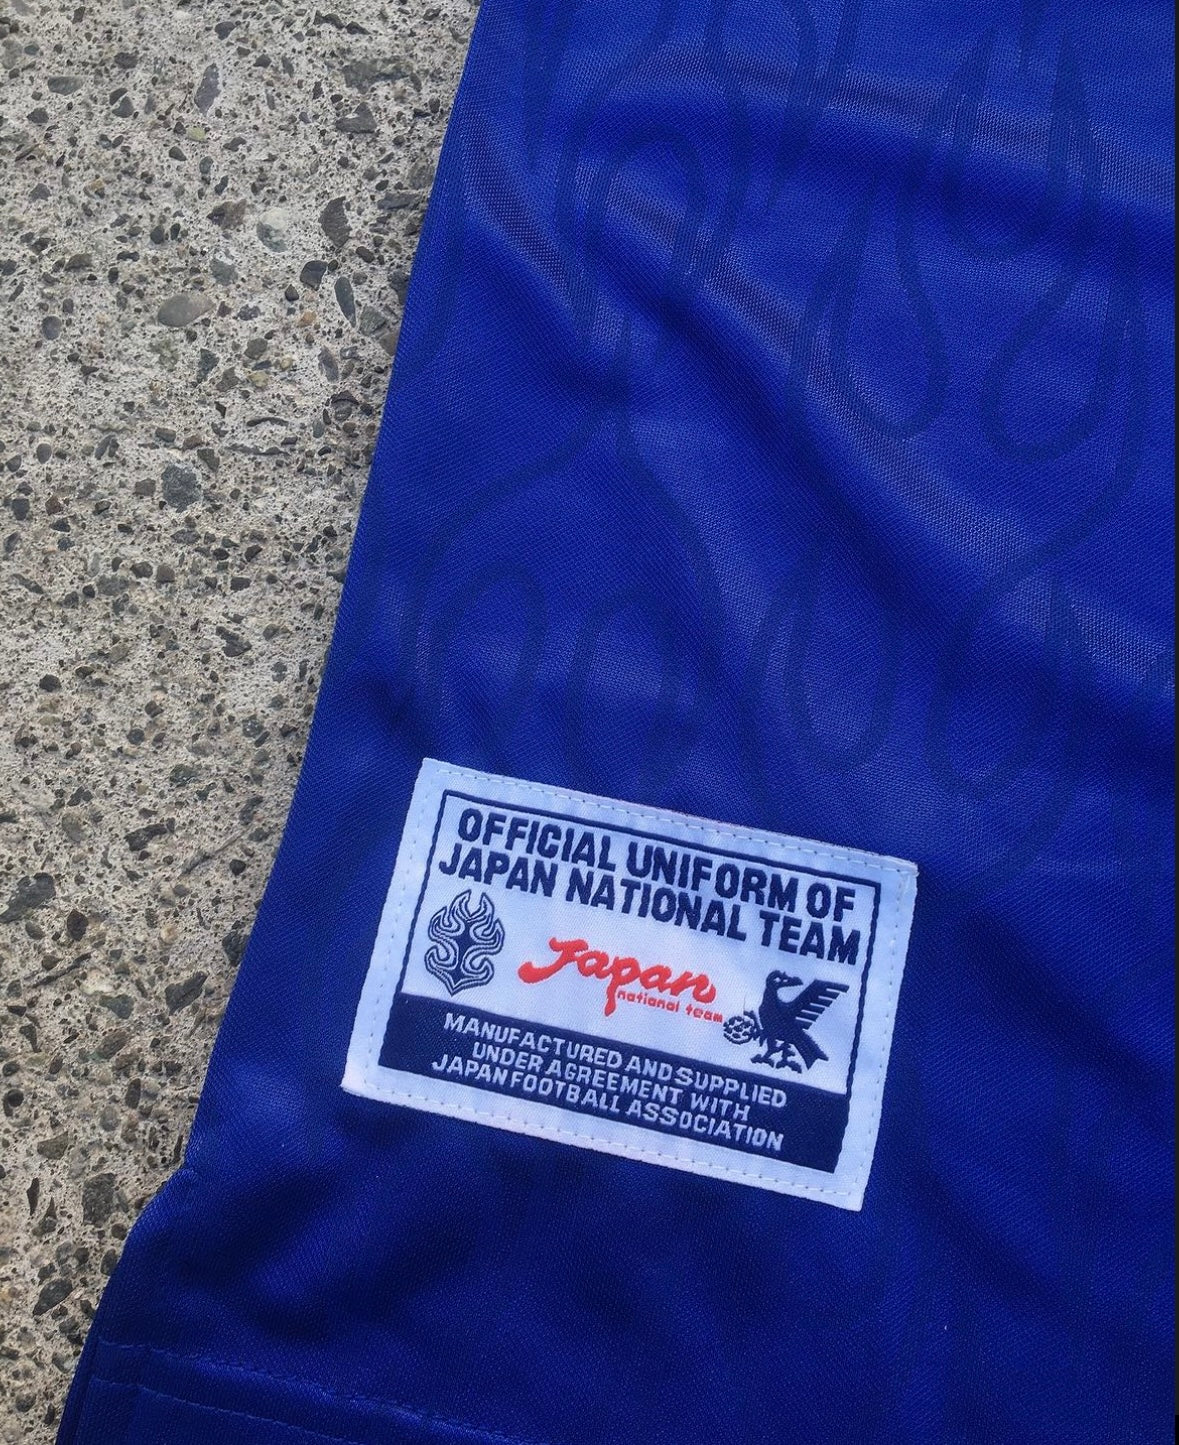 OFFICIAL UNIFORM OF
JAPAN NATIONAL TEAM
Japan
national team
MANUFACTURED AND SUPPLIED
UNDER AGREEMENT WITH
JAPAN FOOTBALL ASSOCIATION